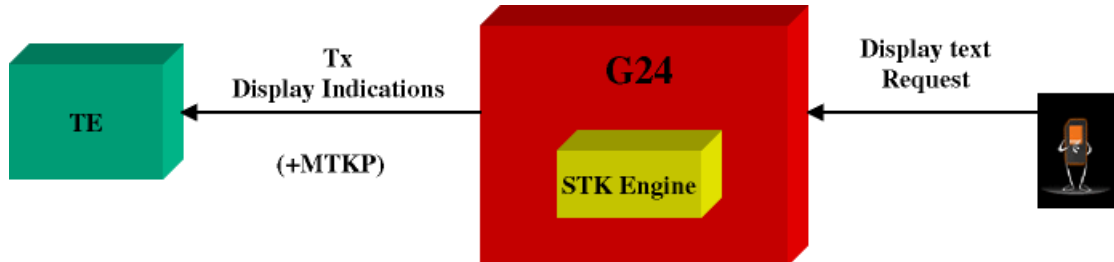 TE
Tx
Display Indications
(+MTKP)
G24
STK Engine
Display text
Request